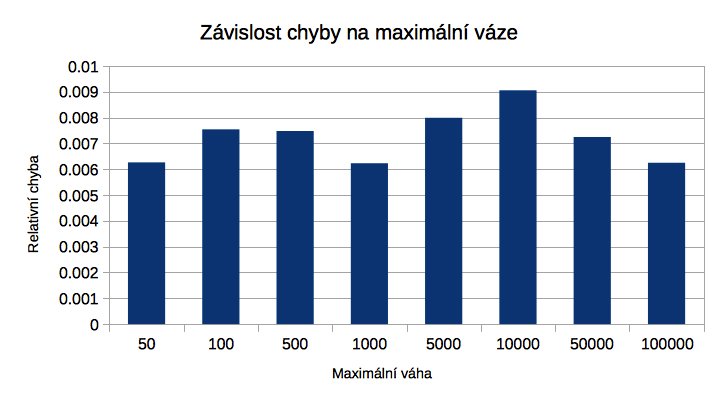 Závislost chyby na maximální váze
0.01
0.009
0.008
0.007
0.006
0.005
0.004
0.003
0.002
0.001
0
Relativní chyba
50 100 500 1000 5000 10000 50000 100000
Maximální váha